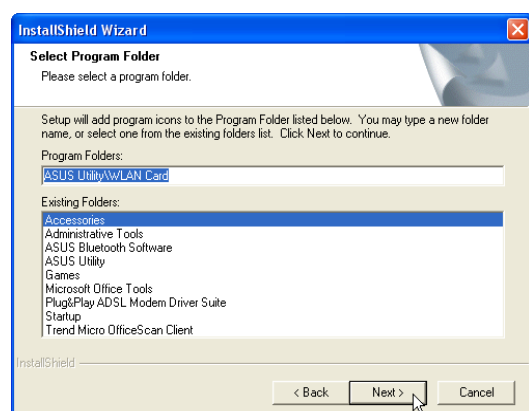 InstallShield Wizard
Select Program Folder
Please select a program folder.
Setup will add program icons to the Program Folder listed below. You may type a new folder
name, or select one from the existing folders list. Click Next to continue.
Program Folders:
ASUS Utility\WLAN Card
Existing Folders:
Accessories
Administrative Tools
ASUS Bluetooth Software
ASUS Utility
Games
Microsoft Office Tools
Plug&Play ADSL Modem Driver Suite
Startup
Trend Micro OfficeScan Client
InstallShield
< Back
Next >
Cancel